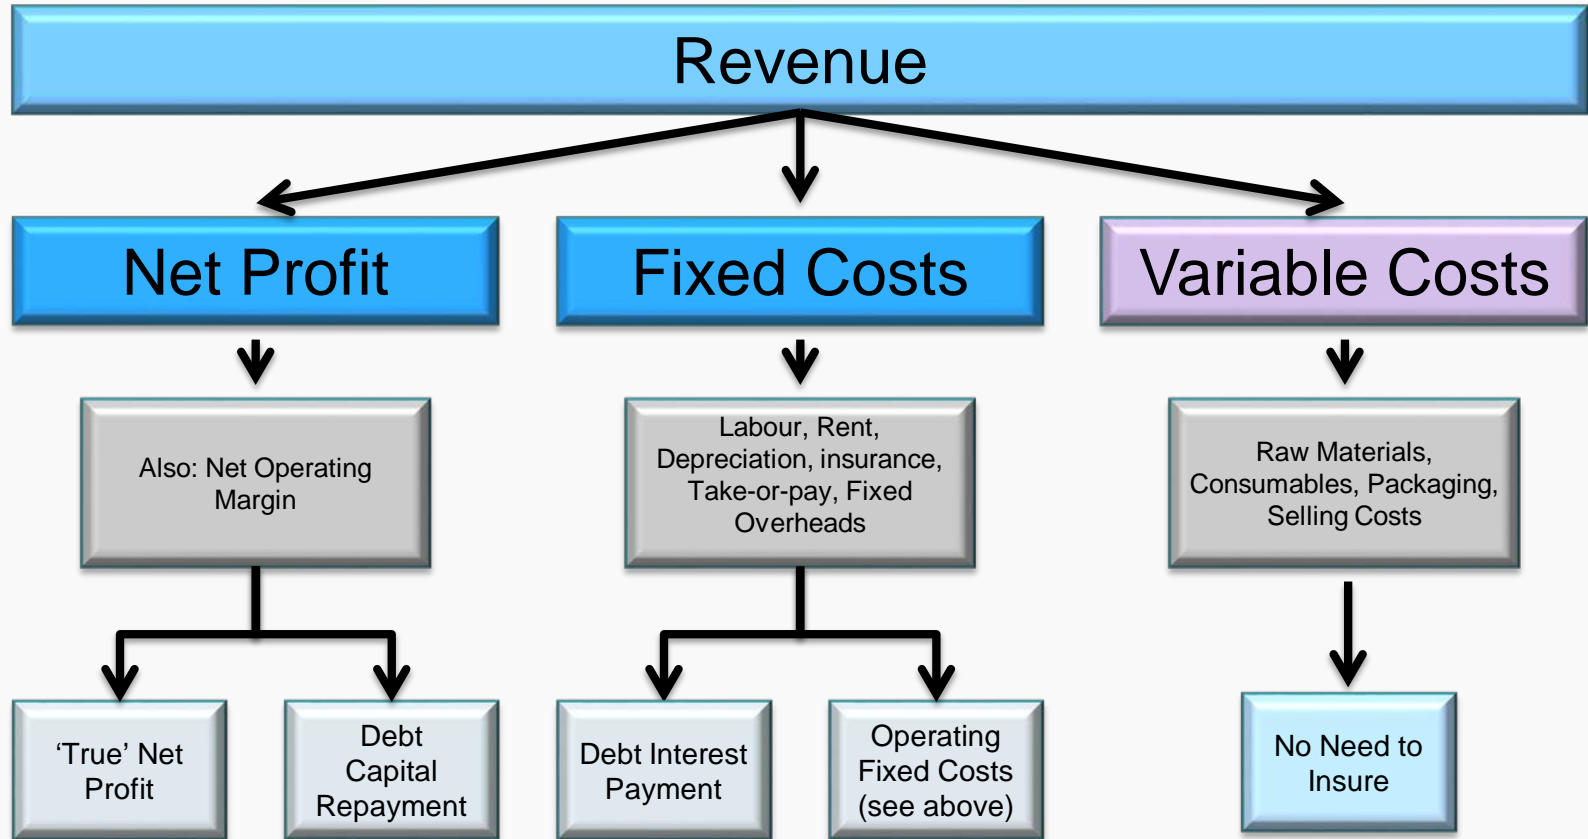 Revenue
Net Profit
Fixed Costs
Variable Costs
Also: Net Operating
Margin
Labour, Rent,
Depreciation, insurance,
Take-or-pay, Fixed
Overheads
Raw Materials,
Consumables, Packaging,
Selling Costs
‘True’ Net
Profit
Debt
Capital
Repayment
Debt Interest
Payment
Operating
Fixed Costs
(see above)
No Need to
Insure